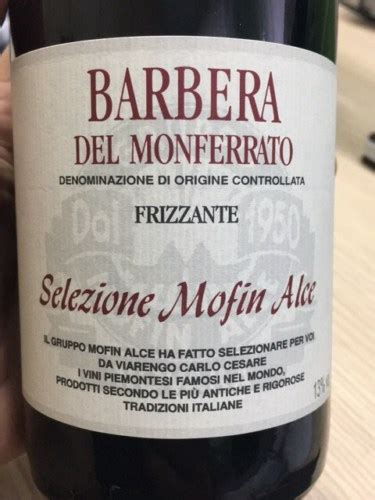 BARBERA
DEL MONFERRATO
DENOMINAZIONE DI ORIGINE CONTROLLATA
FRIZZANTE
Dal 1950
Selezione Mofin Alce
IL GRUPPO MOFIN ALCE HA FATTO SELEZIONARE PER VOI
DA VIARENGO CARLO CESARE
I VINI PIEMONTESI FAMOSI NEL MONDO,
PRODOTTI SECONDO LE PIÙ ANTICHE E RIGOROSE
TRADIZIONI ITALIANE
13%